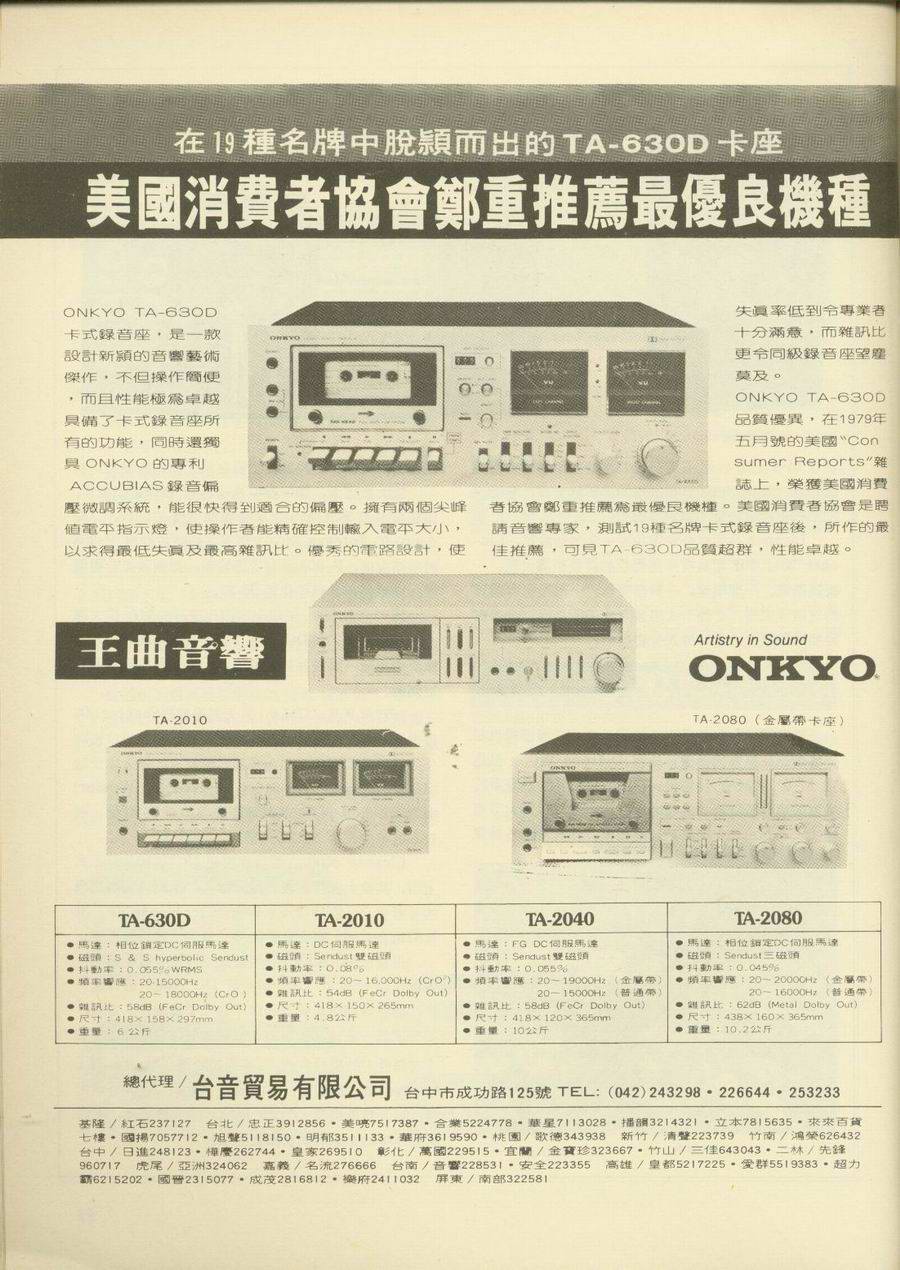 在19種名牌中脫穎而出的TA-630D卡座
美國消費者協會鄭重推薦最優良機種
ONKYO TA-630D
卡式錄音座，是一款
設計新穎的音響藝術
傑作，不但操作簡便
，而且性能極為卓越
具備了卡式錄音座所
有的功能，同時還獨
具 ONKYO 的專利
ACCUBIAS 錄音偏
壓微調系統，能很快得到適合的偏壓。擁有兩個尖峰
值電平指示燈，使操作者能精確控制輸入電平大小，
以求得最低失眞及最高雜訊比。優秀的電路設計，使
失眞率低到令專業者
十分滿意，而雜訊比
更令同級錄音座望塵
莫及。
ONKYO TA-630D
品質優異，在1979年
五月號的美國“Con
sumer Reports”雜
誌上，榮獲美國消費
者協會鄭重推薦為最優良機種。美國消費者協會是聘
請音響專家，測試19種名牌卡式錄音座後，所作的最
佳推薦，可見TA-630D品質超群，性能卓越。
ONKYO
ONKYO
王曲音響
Artistry in Sound
ONKYO
TA-2010
TA-2080（金屬帶卡座）
ONKYO
ONKYO
TA-630D
●馬達：相位鎖定DC伺服馬達
●磁頭：S & S hyperbolic Sendust
●抖動率：0.055%WRMS
●頻率響應：20-15000Hz
20～18000Hz (CrO )
●雜訊比：58dB (FeCr Dolby Out)
●尺寸：418×158×297mm
●重量：6 公斤
TA-2010
●馬達：DC伺服馬達
●磁頭：Sendust雙磁頭
●抖動率：0.08%
●頻率響應：20～16,000Hz (CrO²)
●雜訊比：54dB (FeCr Dolby Out)
●尺寸：418×150×265mm
●重量：4.8公斤
TA-2040
●馬達：FG DC伺服馬達
●磁頭：Sendust雙磁頭
●抖動率：0.055%
●頻率響應：20～19000Hz（金屬帶）
20～15000Hz（普通帶）
●雜訊比：58dB (FeCr Dolby Out)
●尺寸：418×120×365mm
●重量：10公斤
TA-2080
●馬達：相位鎖定DC伺服馬達
●磁頭：Sendust三磁頭
●抖動率：0.045%
●頻率響應：20～20000Hz（金屬帶）
20～16000Hz（普通帶）
●雜訊比：62dB (Metal Dolby Out)
●尺寸：438×160×365mm
●重量：10.2公斤
總代理/台音貿易有限公司 台中市成功路125號 TEL: (042) 243298・226644・253233
基隆/紅石237127 台北/忠正3912856・美嘜7517387・合業5224778・華星7113028・播韻3214321・立本7815635・來來百貨
七樓・國揚7057712・旭聲5118150・明郁3511133・華府3619590・桃園/歌德343938 新竹/清聲223739 竹南/鴻榮626432
台中/日進248123・樺慶262744・皇家269510 彰化/萬國229515・宜蘭/金寶珍323667・竹山/三佳643043・二林/先鋒
960717 虎尾/亞洲324062 嘉義/名流276666 台南/音響228531・安全223355 高雄/皇都5217225・愛群5519383・超力
霸6215202・國晉2315077・成茂2816812・樂府2411032 屏東/南部322581